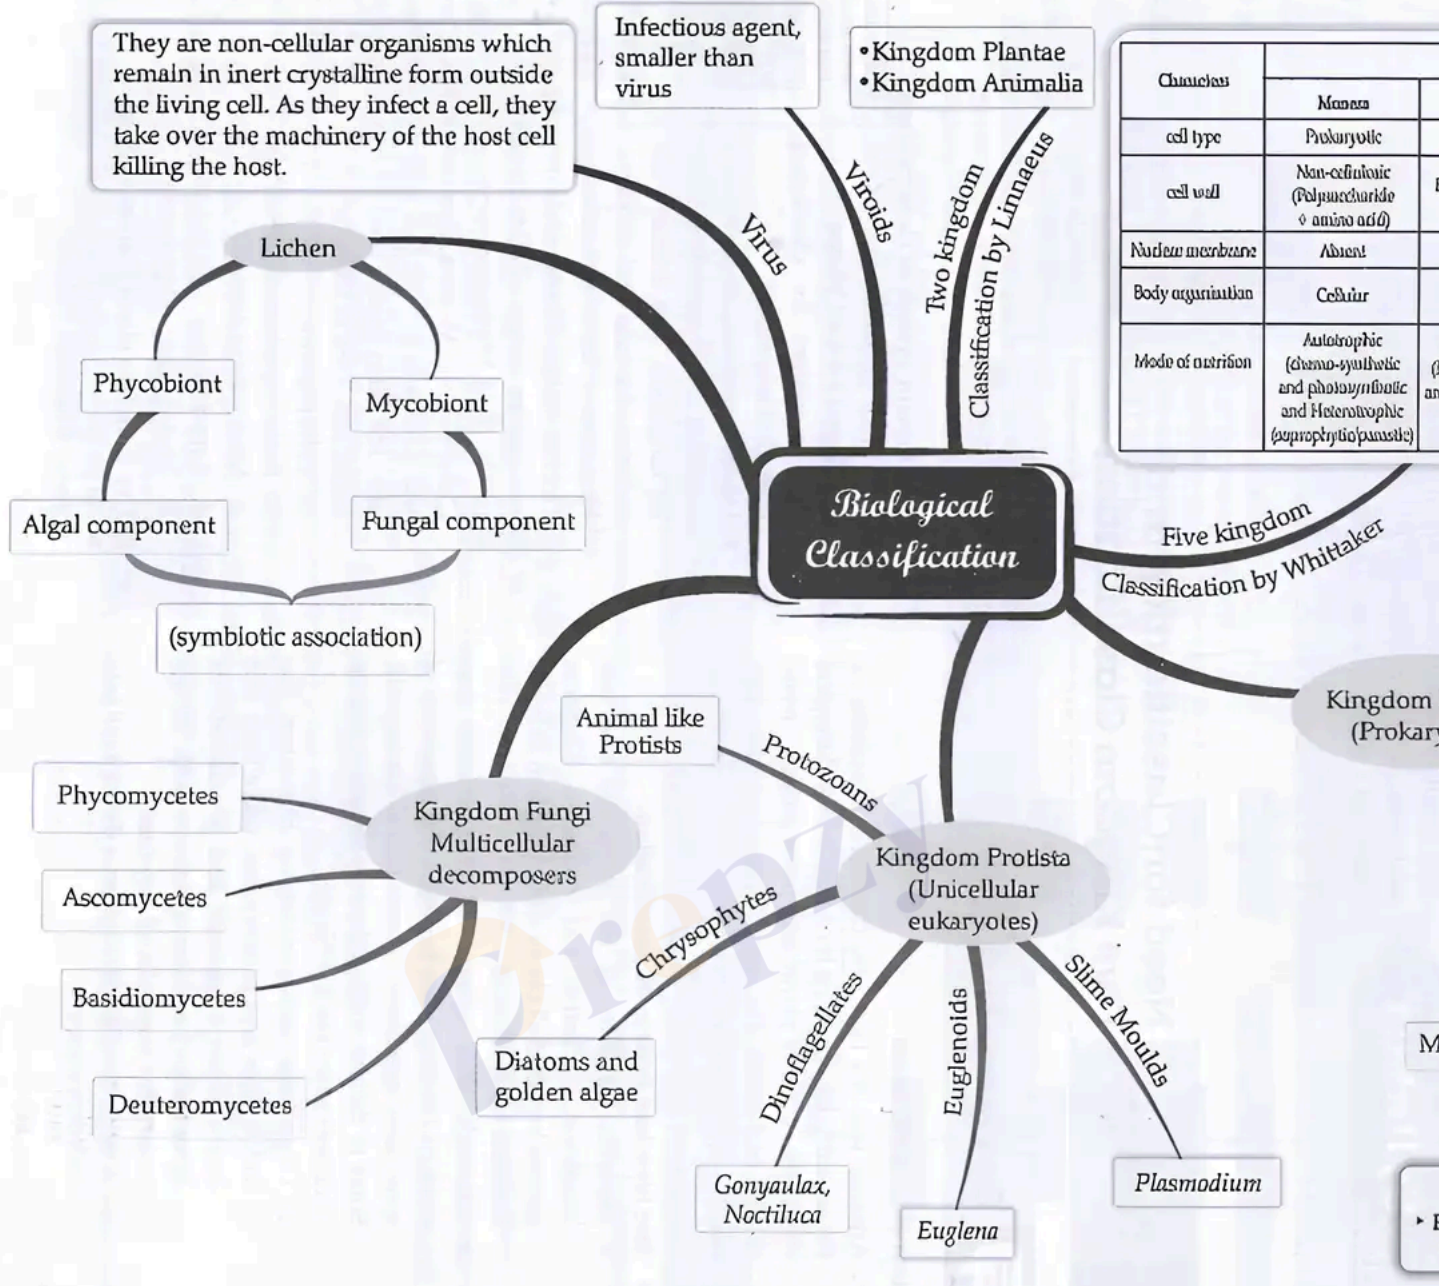 They are non-cellular organisms which
remain in inert crystalline form outside
the living cell. As they infect a cell, they
take over the machinery of the host cell
killing the host.
Infectious agent,
smaller than
virus
•Kingdom Plantae
•Kingdom Animalia
Monera
cell type
Prokaryotic
cell wall
Absent
Cellular
Mode of nutrition
Autotrophic
and Heterotrophic
Virus
Viroids
Two kingdom
Classification by Linnaeus
Lichen
Phycobiont
Mycobiont
Algal component
Fungal component
(symbiotic association)
Biological
Classification
Five kingdom
Classification by Whittaker
Kingdom
(Prokary
Animal like
Protists
Protozoans
Kingdom Fungi
Multicellular
decomposers
Phycomycetes
Ascomycetes
Basidiomycetes
Deuteromycetes
Kingdom Protista
(Unicellular
eukaryotes)
Chrysophytes
Diatoms and
golden algae
Dinoflagellates
Gonyaulax,
Noctiluca
Euglenoids
Euglena
Slime Moulds
Plasmodium
M
Prepzy